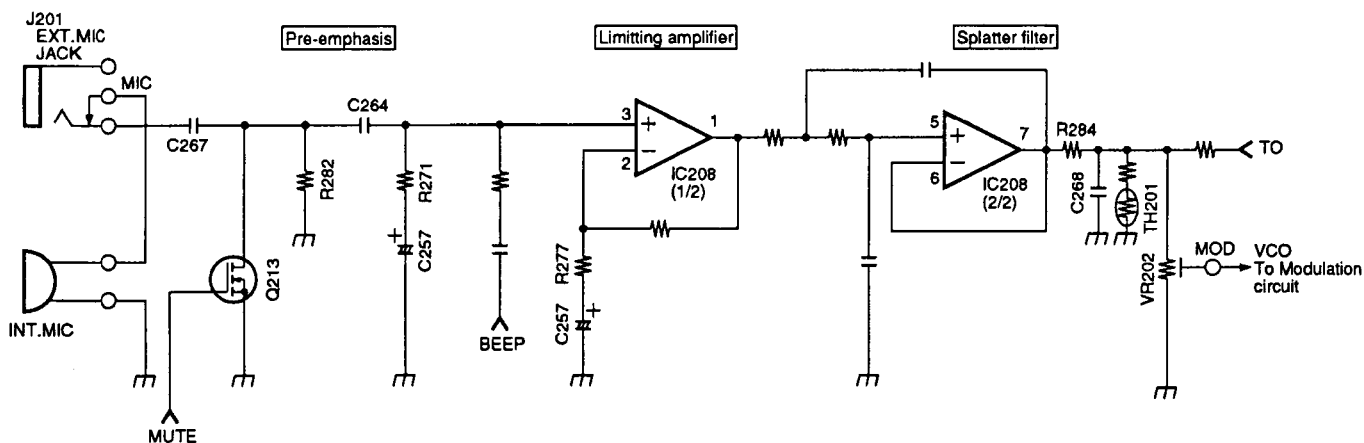 J201
EXT.MIC
JACK
MIC
Pre-emphasis
Limitting amplifier
Splatter filter
C267
C264
R282
R271
C257
+
Q213
INT.MIC
MUTE
BEEP
3
+
2
−
1
IC208
(1/2)
R277
C257
+
5
+
6
−
7
IC208
(2/2)
R284
C268
TH201
VR202
TO
MOD
VCO
To Modulation
circuit